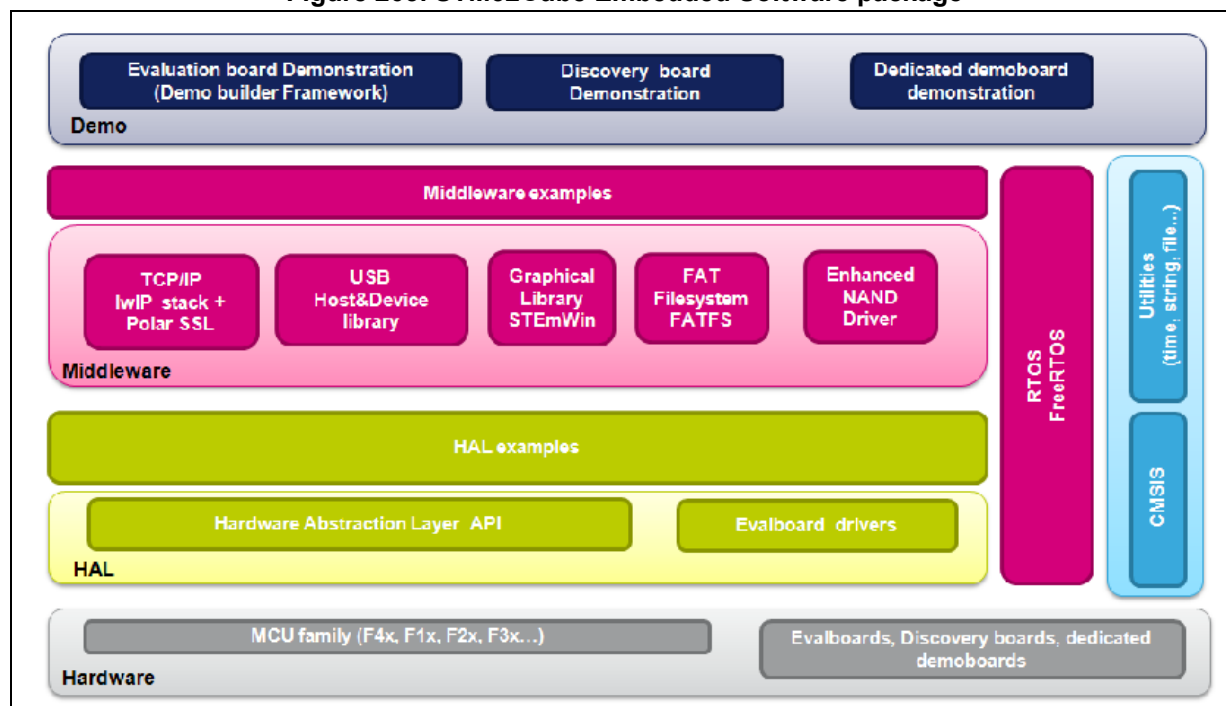 Evaluation board Demonstration
(Demo builder Framework)
Discovery board
Demonstration
Dedicated demoboard
demonstration
Demo
Middleware examples
TCP/IP
lwIP stack +
Polar SSL
USB
Host&Device
library
Graphical
Library
STEmWin
FAT
Filesystem
FATFS
Enhanced
NAND
Driver
Middleware
HAL examples
Hardware Abstraction Layer API
Evalboard drivers
HAL
RTOS
FreeRTOS
Utilities
(time, string, file...)
CMSIS
MCU family (F4x, F1x, F2x, F3x...)
Evalboards, Discovery boards, dedicated
demoboards
Hardware